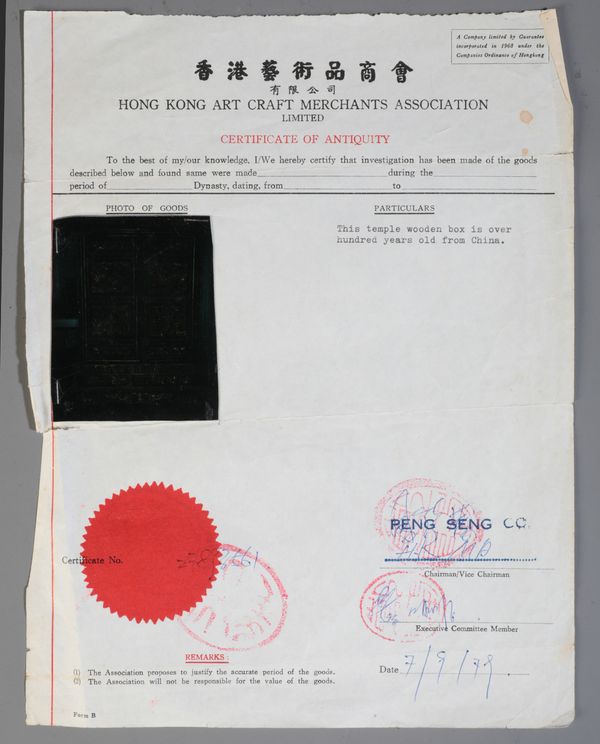 A Company limited by Guarantee
incorporated in 1968 under the
Companies Ordinance of Hongkong
香港藝術品商會
有限公司
HONG KONG ART CRAFT MERCHANTS ASSOCIATION
LIMITED
CERTIFICATE OF ANTIQUITY
To the best of my/our knowledge, I/We hereby certify that investigation has been made of the goods
described below and found same were made during the
period of Dynasty, dating, from to
PHOTO OF GOODS
PARTICULARS
This temple wooden box is over
hundred years old from China.
PENG SENG CO.
Certificate No.
Chairman/Vice Chairman
Executive Committee Member
REMARKS:
(1) The Association proposes to justify the accurate period of the goods.
(2) The Association will not be responsible for the value of the goods.
Date 7/9/79.
Form B